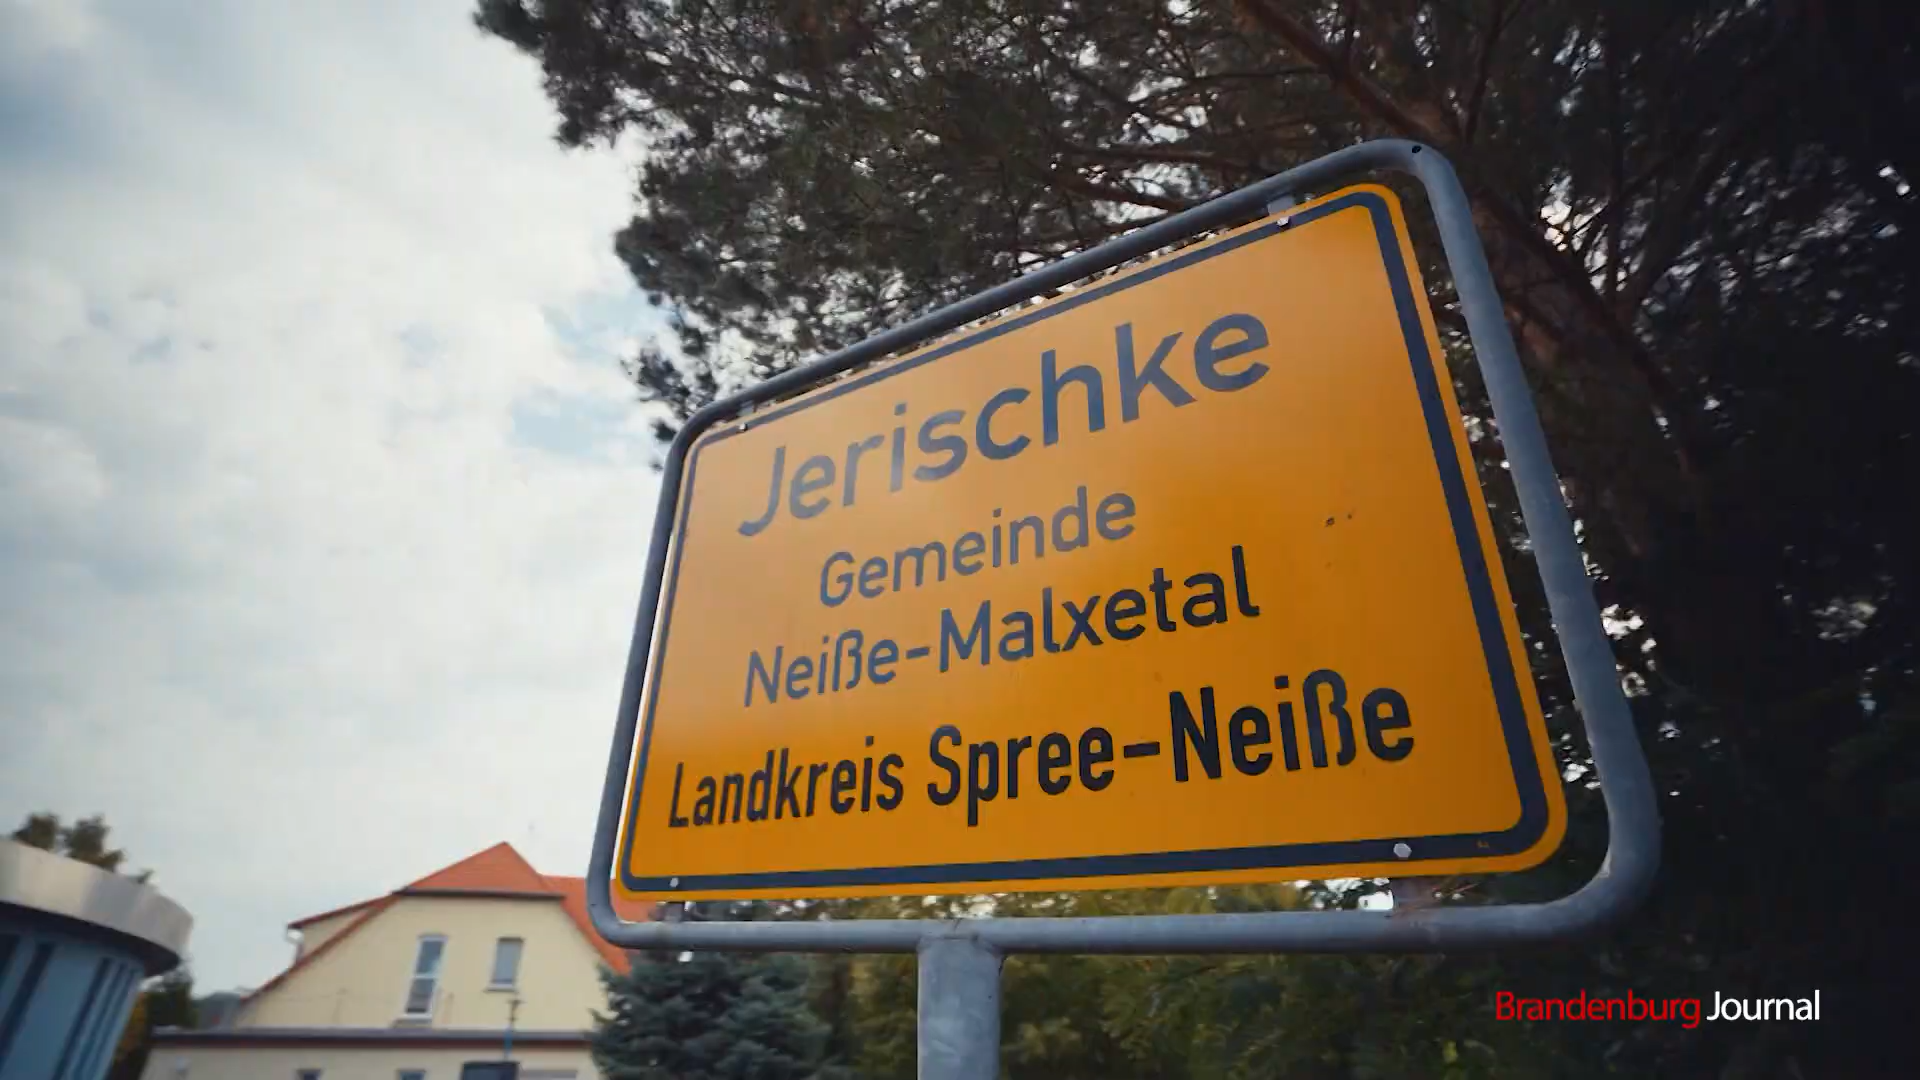 Jerischke
Gemeinde
Neiße-Malxetal
Landkreis Spree-Neiße
Brandenburg Journal